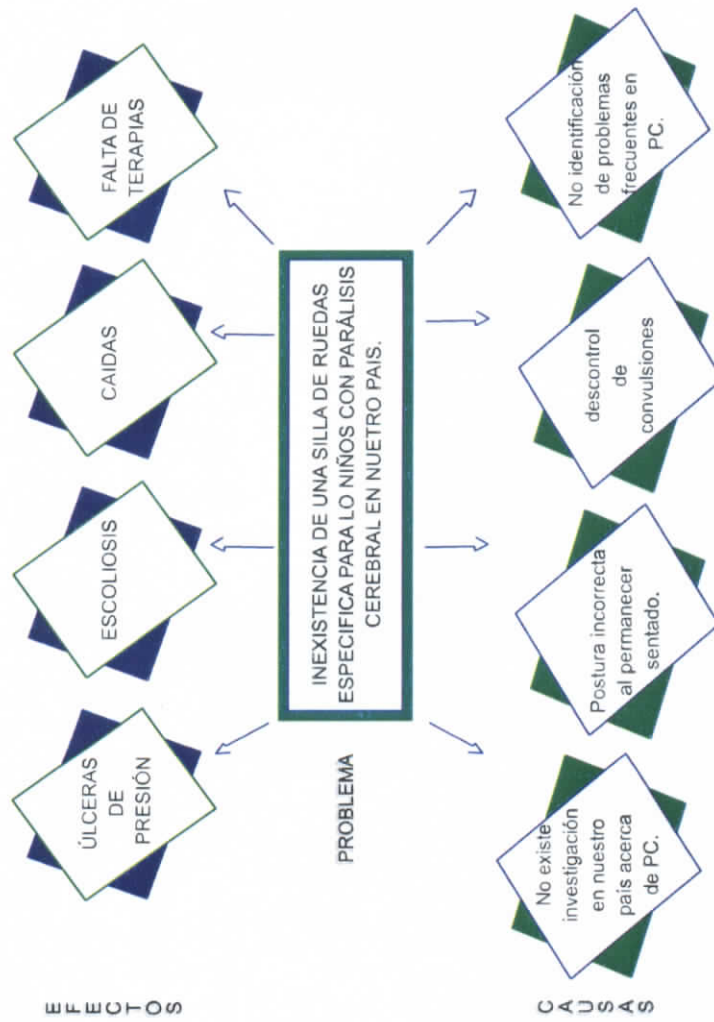 EFECTOS
ÚLCERAS
DE
PRESIÓN
ESCOLIOSIS
CAIDAS
FALTA DE
TERAPIAS
PROBLEMA
INEXISTENCIA DE UNA SILLA DE RUEDAS
ESPECIFICA PARA LO NIÑOS CON PARÁLISIS
CEREBRAL EN NUETRO PAIS.
CAUSAS
No existe
investigación
en nuestro
país acerca
de PC.
Postura incorrecta
al permanecer
sentado.
descontrol
de
convulsiones
No identificación
de problemas
frecuentes en
PC.